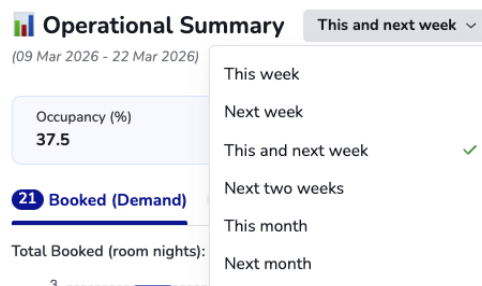 Operational Summary
This and next week
(09 Mar 2026 - 22 Mar 2026)
This week
Next week
This and next week
Next two weeks
This month
Next month
Occupancy (%)
37.5
21 Booked (Demand)
Total Booked (room nights):
3